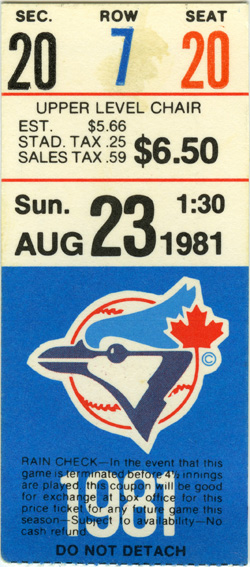 SEC. ROW SEAT
20 7 20
UPPER LEVEL CHAIR
EST. $5.66
STAD. TAX .25
SALES TAX .59 $6.50
Sun. 1:30
AUG 23 1981
©
RAIN CHECK—In the event that this
game is terminated before 4½ innings
are played, this coupon will be good
for exchange at box office for this
price ticket for any future game this
season—Subject availability—No
cash refund
1981
DO NOT DETACH